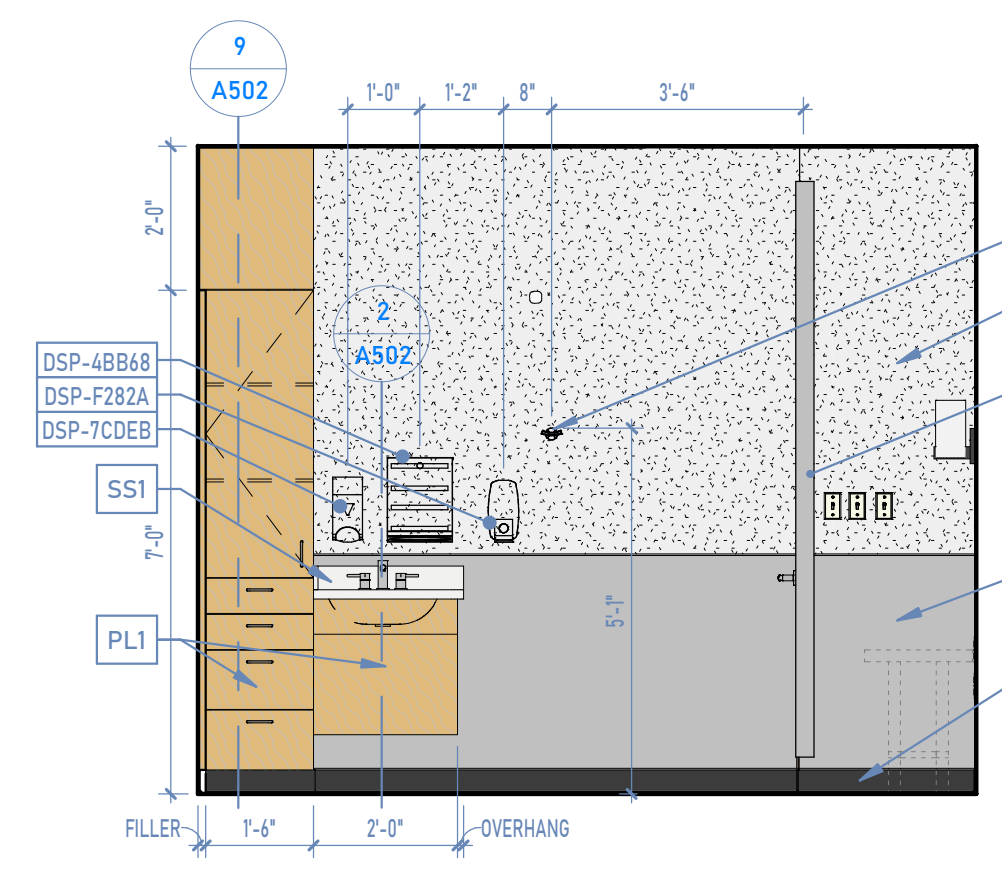 9
A502
1'-0"
1'-2"
8"
3'-6"
2'-0"
2
A502
DSP-4BB68
DSP-F282A
DSP-7CDEB
SS1
7'-0"
5'-1"
PL1
FILLER
1'-6"
2'-0"
OVERHANG